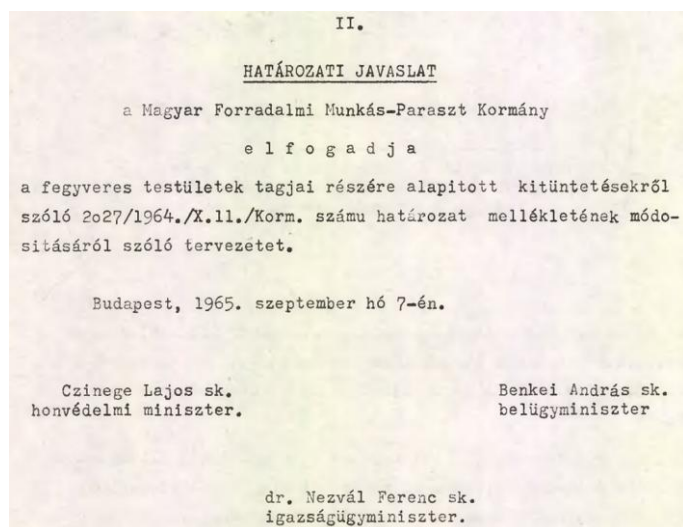 II.
HATÁROZATI JAVASLAT
a Magyar Forradalmi Munkás-Paraszt Kormány
e l f o g a d j a
a fegyveres testületek tagjai részére alapitott kitüntetésekről
szóló 2o27/1964./X.11./Korm. számu határozat mellékletének módo-
sitásáról szóló tervezetet.
Budapest, 1965. szeptember hó 7-én.
Czinege Lajos sk.
honvédelmi miniszter.
Benkei András sk.
belügyminiszter
dr. Nezvál Ferenc sk.
igazságügyminiszter.